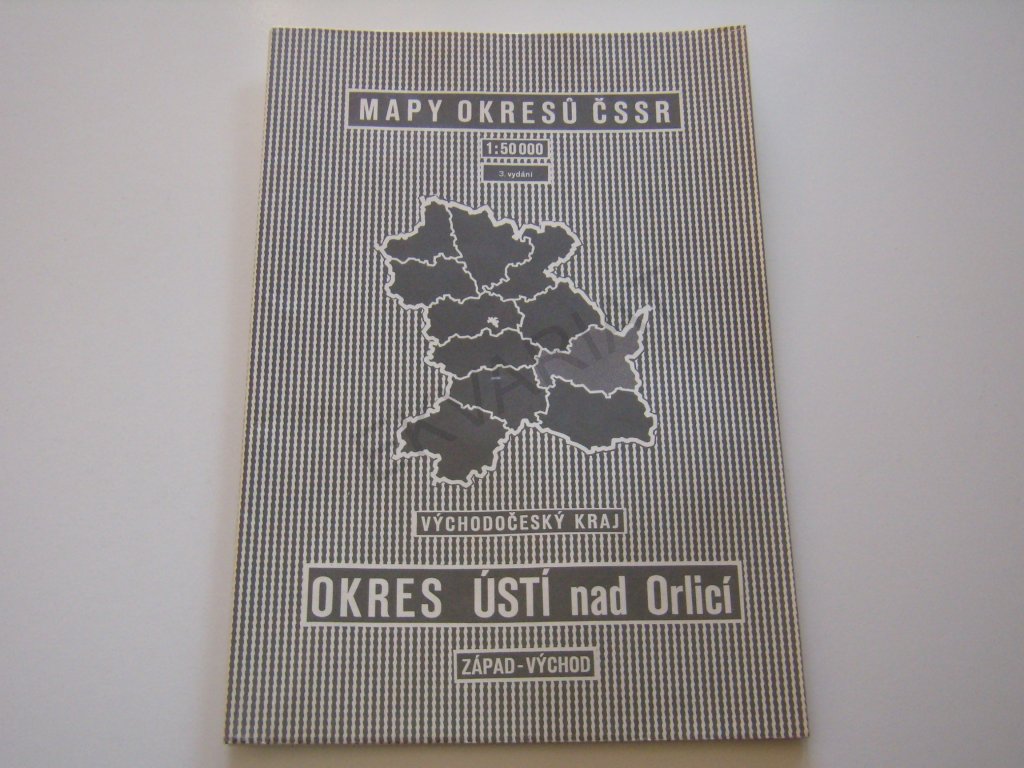 MAPY OKRESŮ ČSSR
1:50 000
3. vydání
VÝCHODOČESKÝ KRAJ
OKRES ÚSTÍ nad Orlicí
ZÁPAD - VÝCHOD